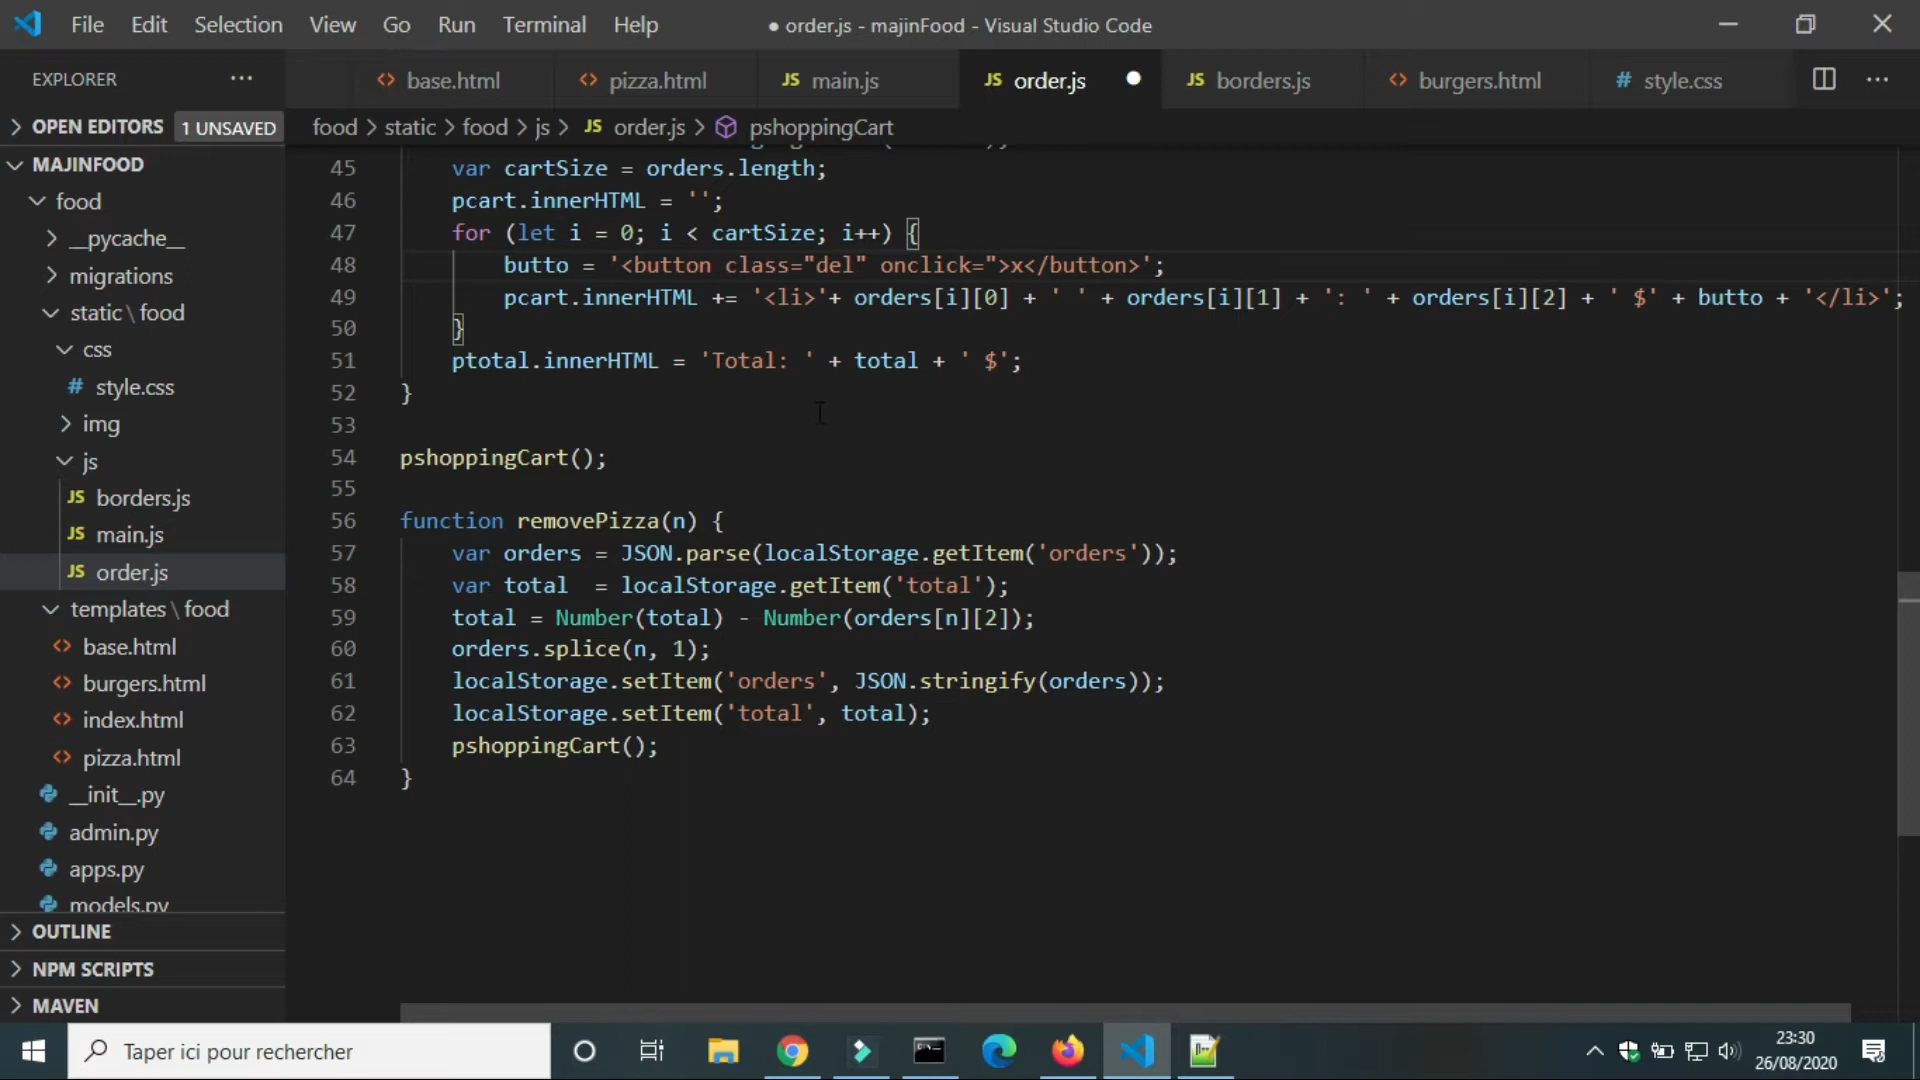 File Edit Selection View Go Run Terminal Help ● order.js - majinFood - Visual Studio Code
EXPLORER ···
<> base.html <> pizza.html JS main.js JS order.js ● JS borders.js <> burgers.html # style.css ···
> OPEN EDITORS 1 UNSAVED
food > static > food > js > JS order.js > pshoppingCart
MAJINFOOD
food
__pycache__
migrations
static\food
css
# style.css
img
js
JS borders.js
JS main.js
JS order.js
templates\food
<> base.html
<> burgers.html
<> index.html
<> pizza.html
__init__.py
admin.py
apps.py
models.py
> OUTLINE
> NPM SCRIPTS
> MAVEN
45 var cartSize = orders.length;
46 pcart.innerHTML = '';
47 for (let i = 0; i < cartSize; i++) {
48 butto = '<button class="del" onclick=">x</button>';
49 pcart.innerHTML += '<li>'+ orders[i][0] + ' ' + orders[i][1] + ': ' + orders[i][2] + ' $' + butto + '</li>';
50 }
51 ptotal.innerHTML = 'Total: ' + total + ' $';
52 }
53
54 pshoppingCart();
55
56 function removePizza(n) {
57 var orders = JSON.parse(localStorage.getItem('orders'));
58 var total  = localStorage.getItem('total');
59 total = Number(total) - Number(orders[n][2]);
60 orders.splice(n, 1);
61 localStorage.setItem('orders', JSON.stringify(orders));
62 localStorage.setItem('total', total);
63 pshoppingCart();
64 }
Taper ici pour rechercher
23:30
26/08/2020